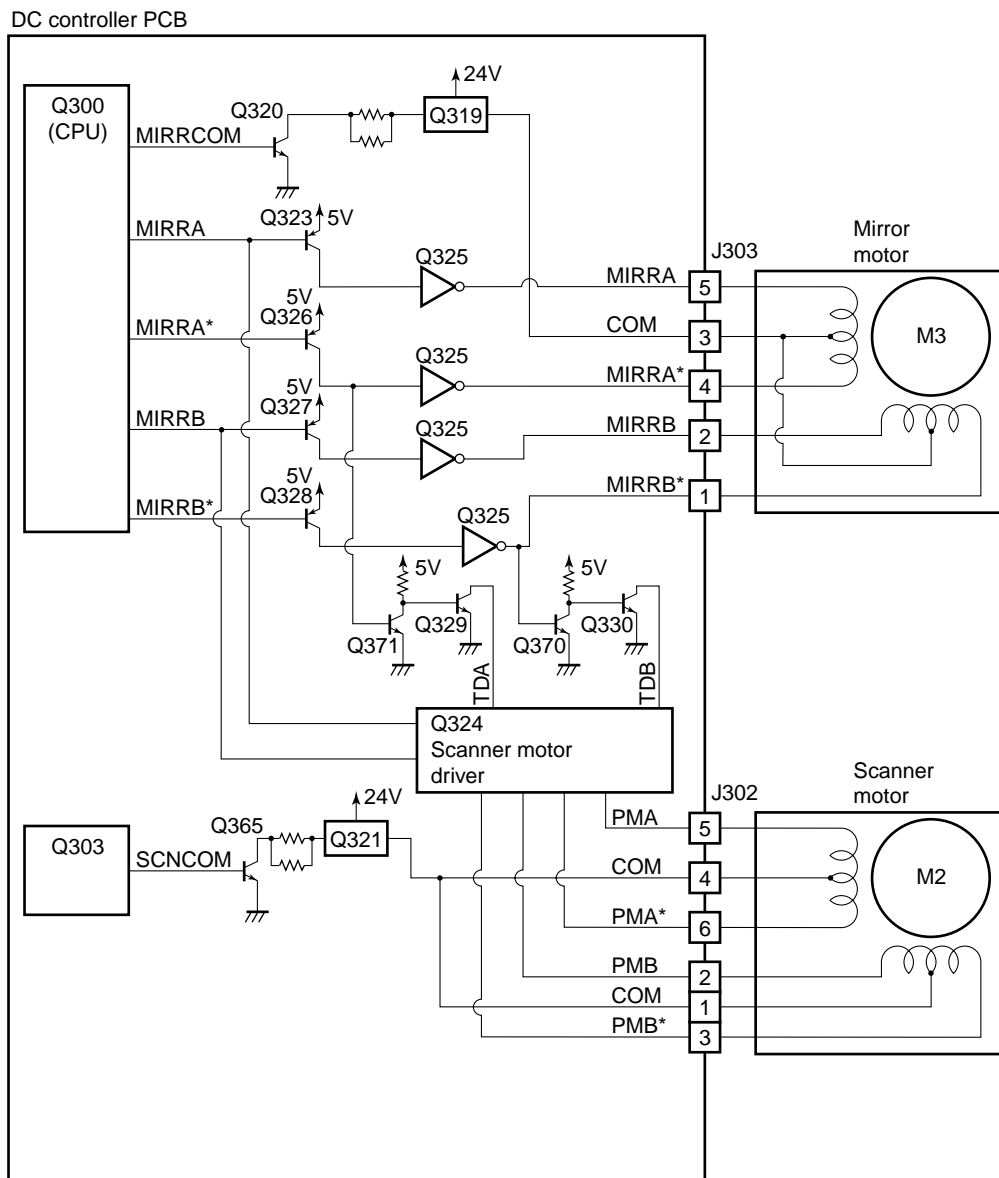 DC controller PCB
Q300
(CPU)
MIRRCOM
Q320
24V
Q319
MIRRA
Q323
5V
Q325
MIRRA
J303
5
Mirror
motor
COM
3
M3
MIRRA*
5V
Q326
Q325
MIRRA*
4
MIRRB
5V
Q327
Q325
MIRRB
2
MIRRB*
5V
Q328
Q325
MIRRB*
1
5V
Q371
Q329
TDA
5V
Q370
Q330
TDB
Q324
Scanner motor
driver
Q303
SCNCOM
Q365
24V
Q321
J302
Scanner
motor
PMA
5
COM
4
M2
PMA*
6
PMB
2
COM
1
PMB*
3